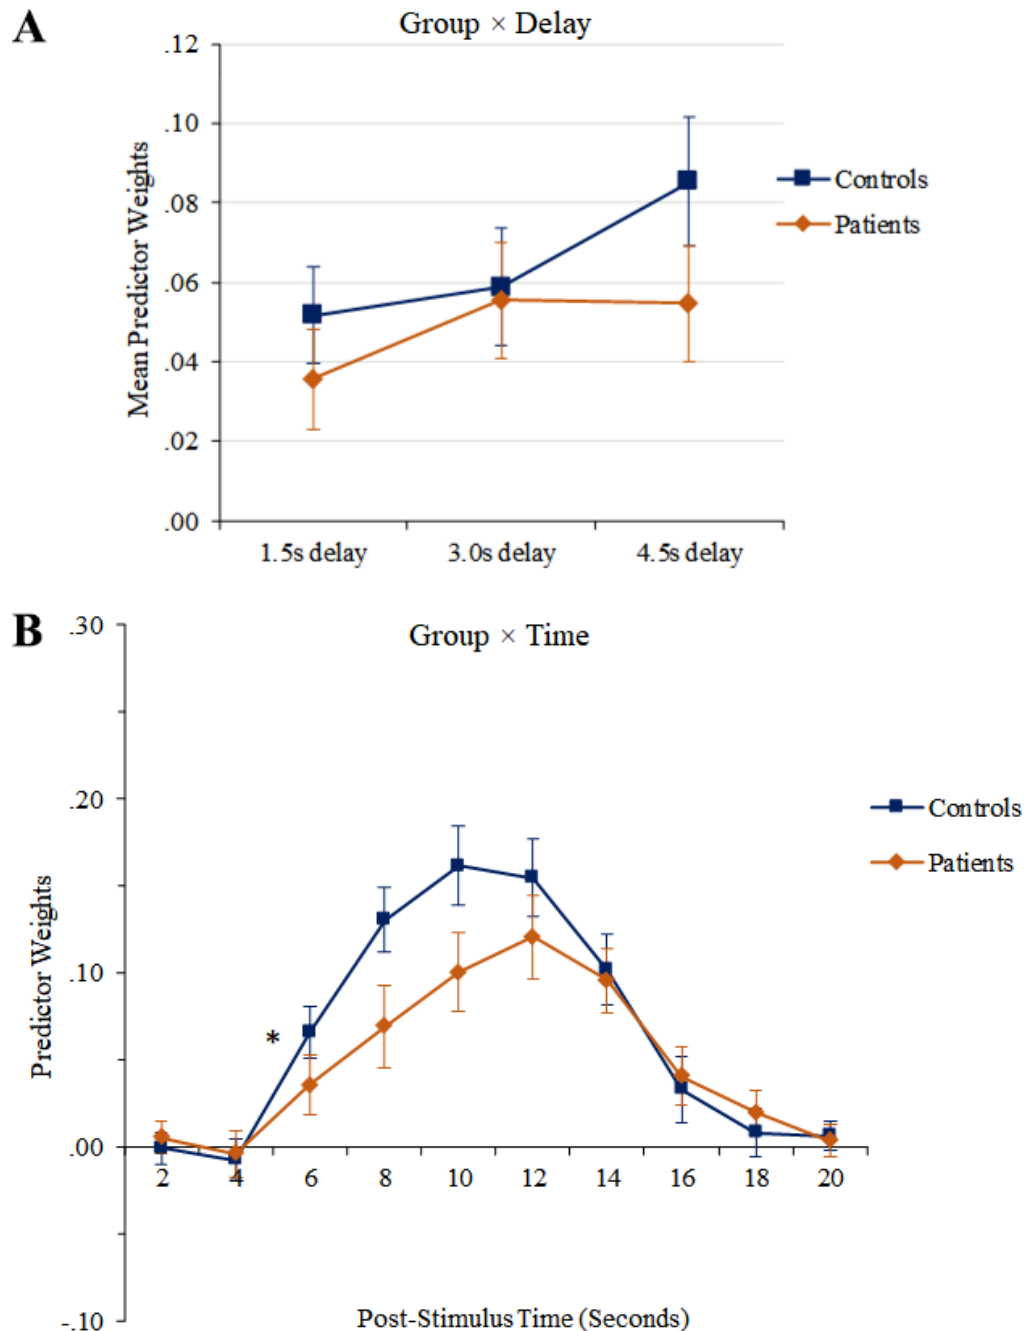 A
Group × Delay
.12
.10
.08
.06
.04
.02
.00
Mean Predictor Weights
Controls
Patients
1.5s delay 3.0s delay 4.5s delay
B
Group × Time
.30
.20
.10
.00
-.10
Predictor Weights
*
Controls
Patients
2 4 6 8 10 12 14 16 18 20
Post-Stimulus Time (Seconds)